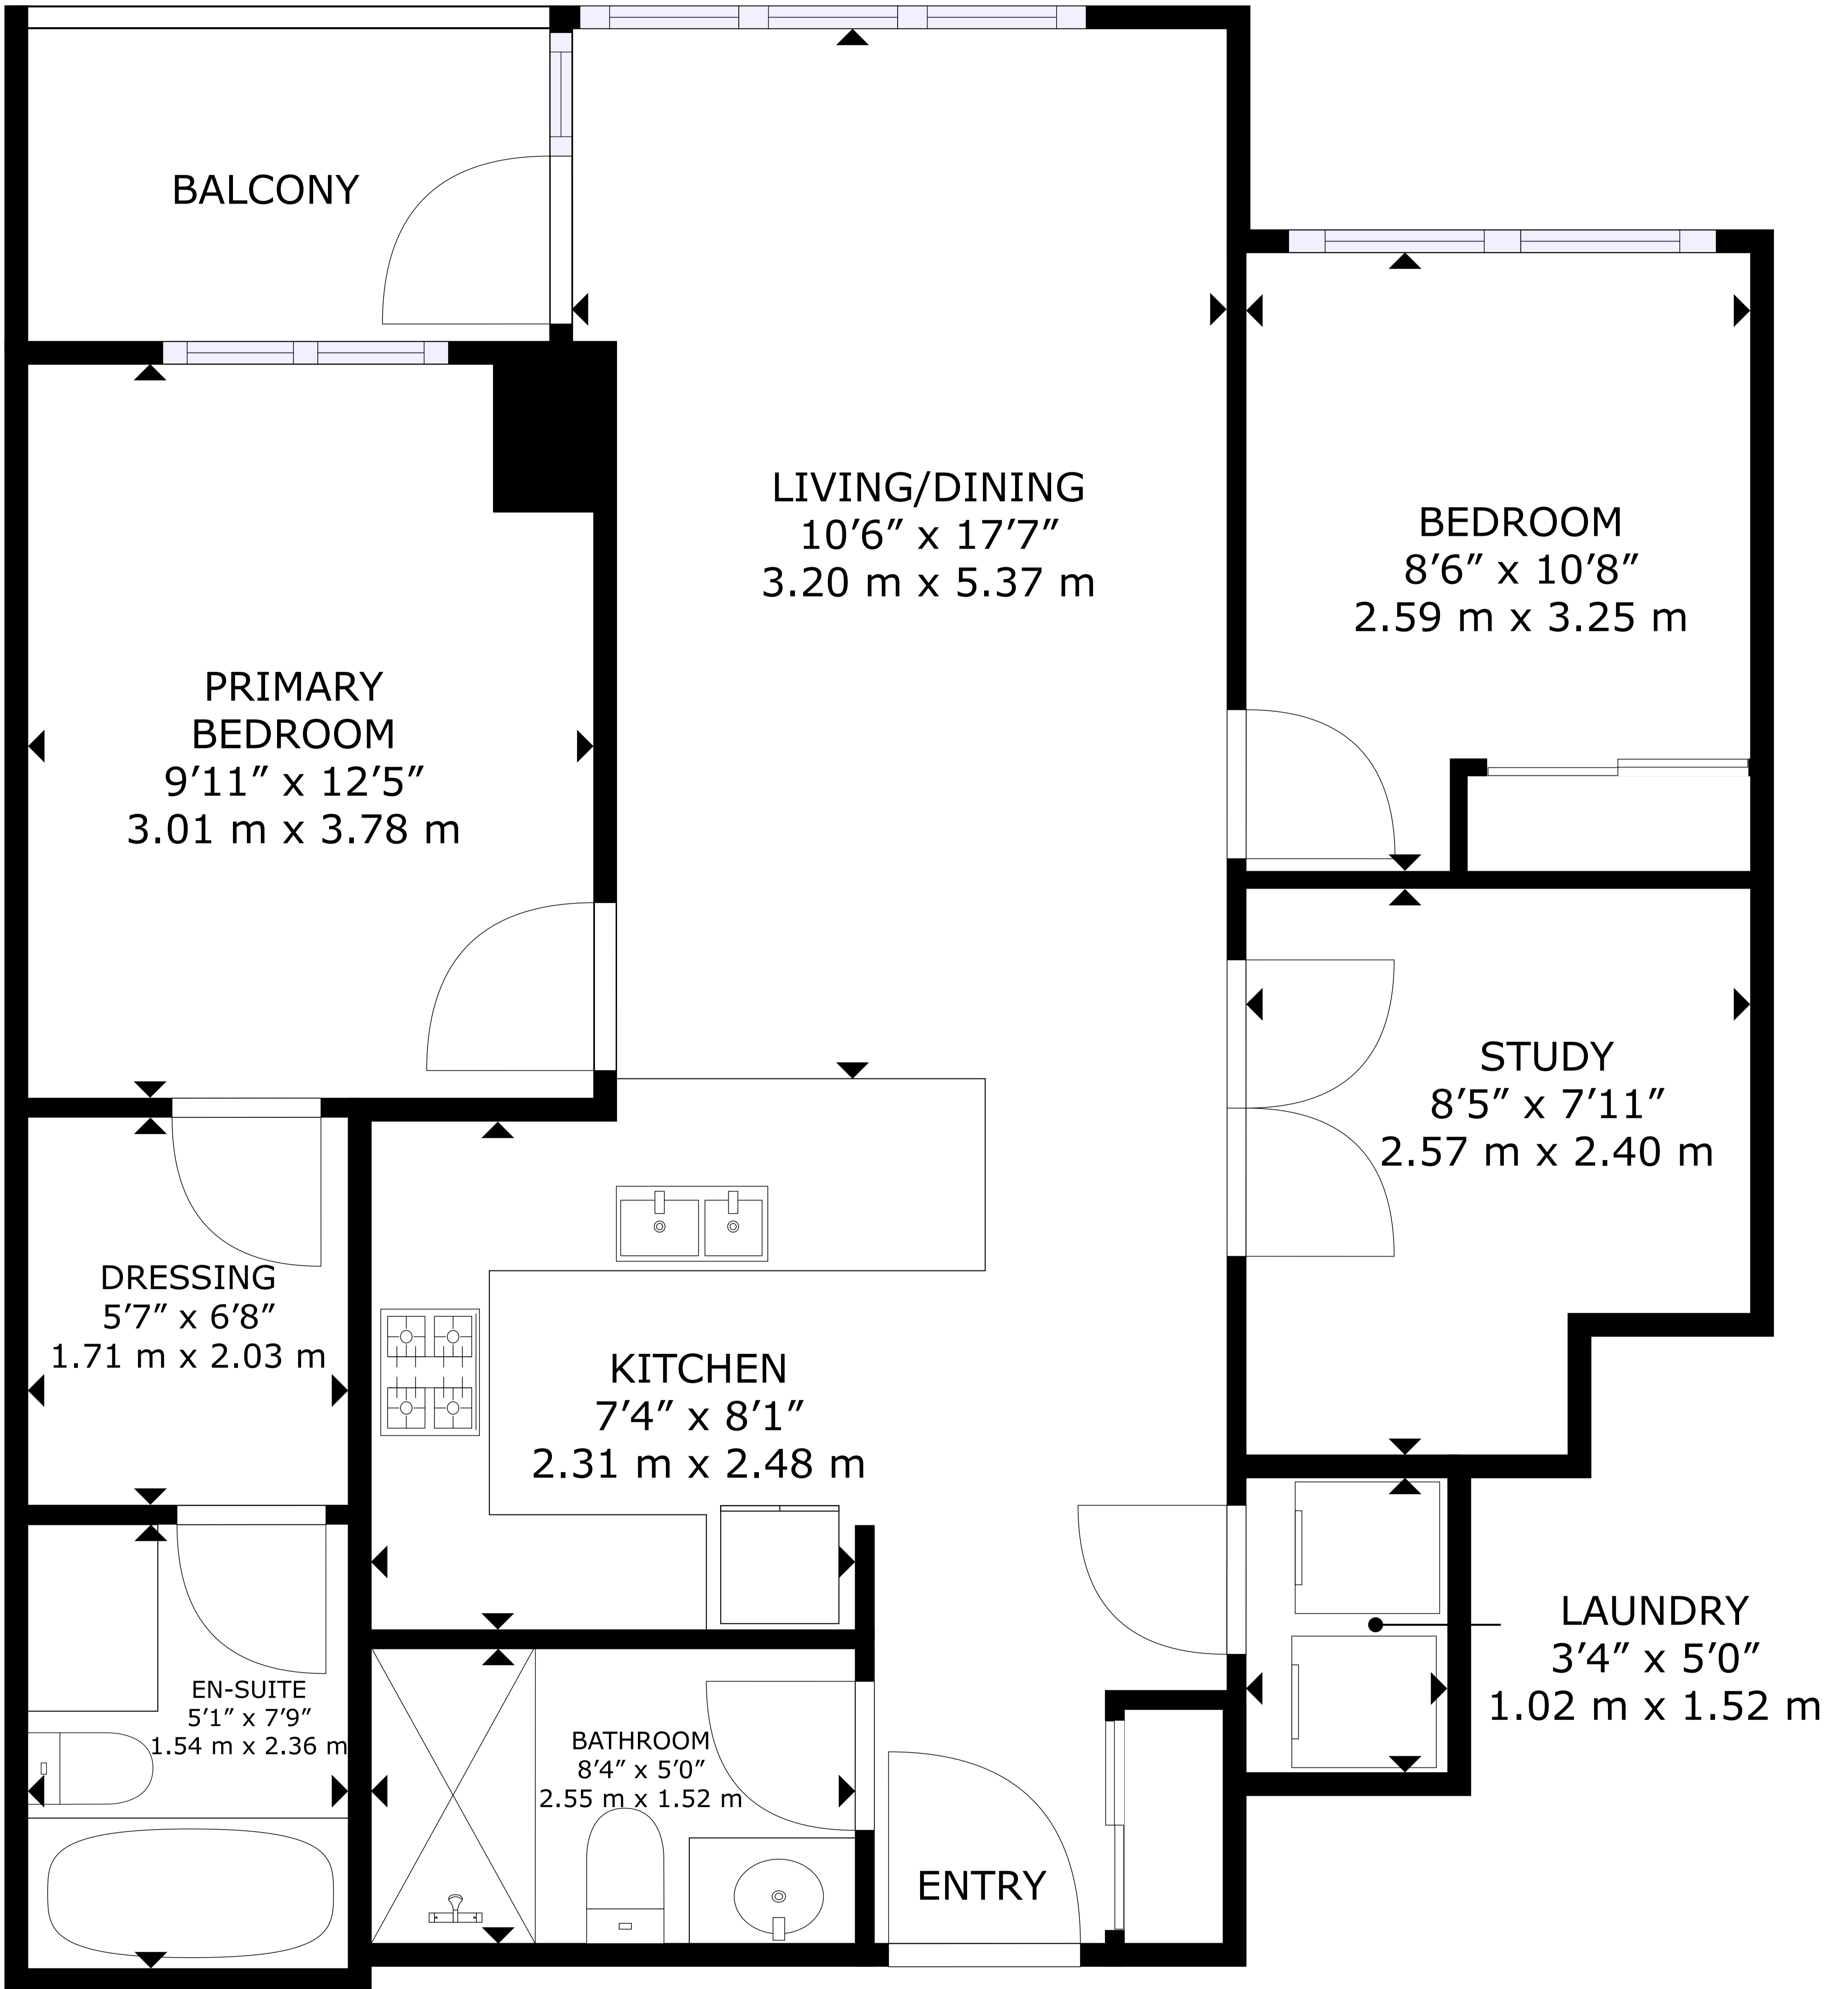 BALCONY
LIVING/DINING
10’6” x 17’7”
3.20 m x 5.37 m
BEDROOM
8’6” x 10’8”
2.59 m x 3.25 m
PRIMARY
BEDROOM
9’11” x 12’5”
3.01 m x 3.78 m
STUDY
8’5” x 7’11”
2.57 m x 2.40 m
DRESSING
5’7” x 6’8”
1.71 m x 2.03 m
KITCHEN
7’4” x 8’1”
2.31 m x 2.48 m
LAUNDRY
3’4” x 5’0”
1.02 m x 1.52 m
EN-SUITE
5’1” x 7’9”
1.54 m x 2.36 m
BATHROOM
8’4” x 5’0”
2.55 m x 1.52 m
ENTRY